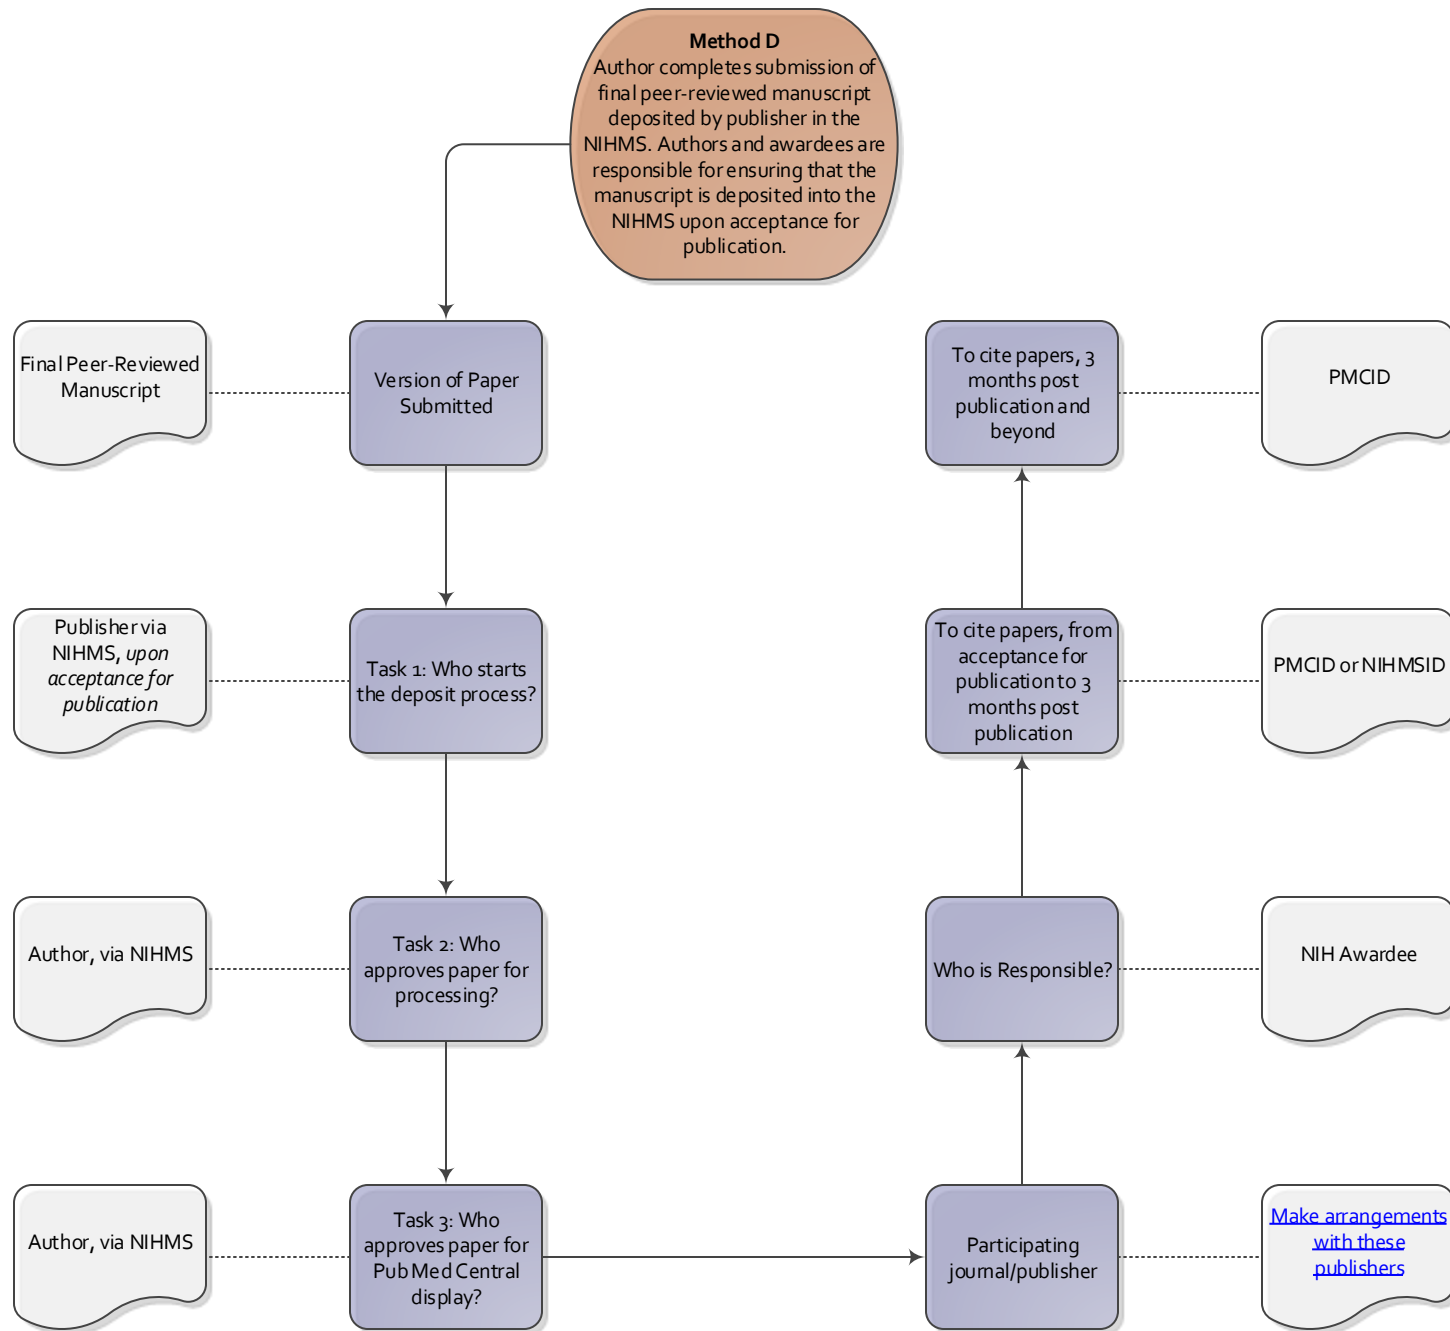 Method D
Author completes submission of
final peer-reviewed manuscript
deposited by publisher in the
NIHMS. Authors and awardees are
responsible for ensuring that the
manuscript is deposited into the
NIHMS upon acceptance for
publication.
Final Peer-Reviewed
Manuscript
Version of Paper
Submitted
Publisher via
NIHMS, upon
acceptance for
publication
Task 1: Who starts
the deposit process?
Author, via NIHMS
Task 2: Who
approves paper for
processing?
Author, via NIHMS
Task 3: Who
approves paper for
PubMed Central
display?
Participating
journal/publisher
Make arrangements
with these
publishers
Who is Responsible?
NIH Awardee
To cite papers, from
acceptance for
publication to 3
months post
publication
PMCID or NIHMSID
To cite papers, 3
months post
publication and
beyond
PMCID